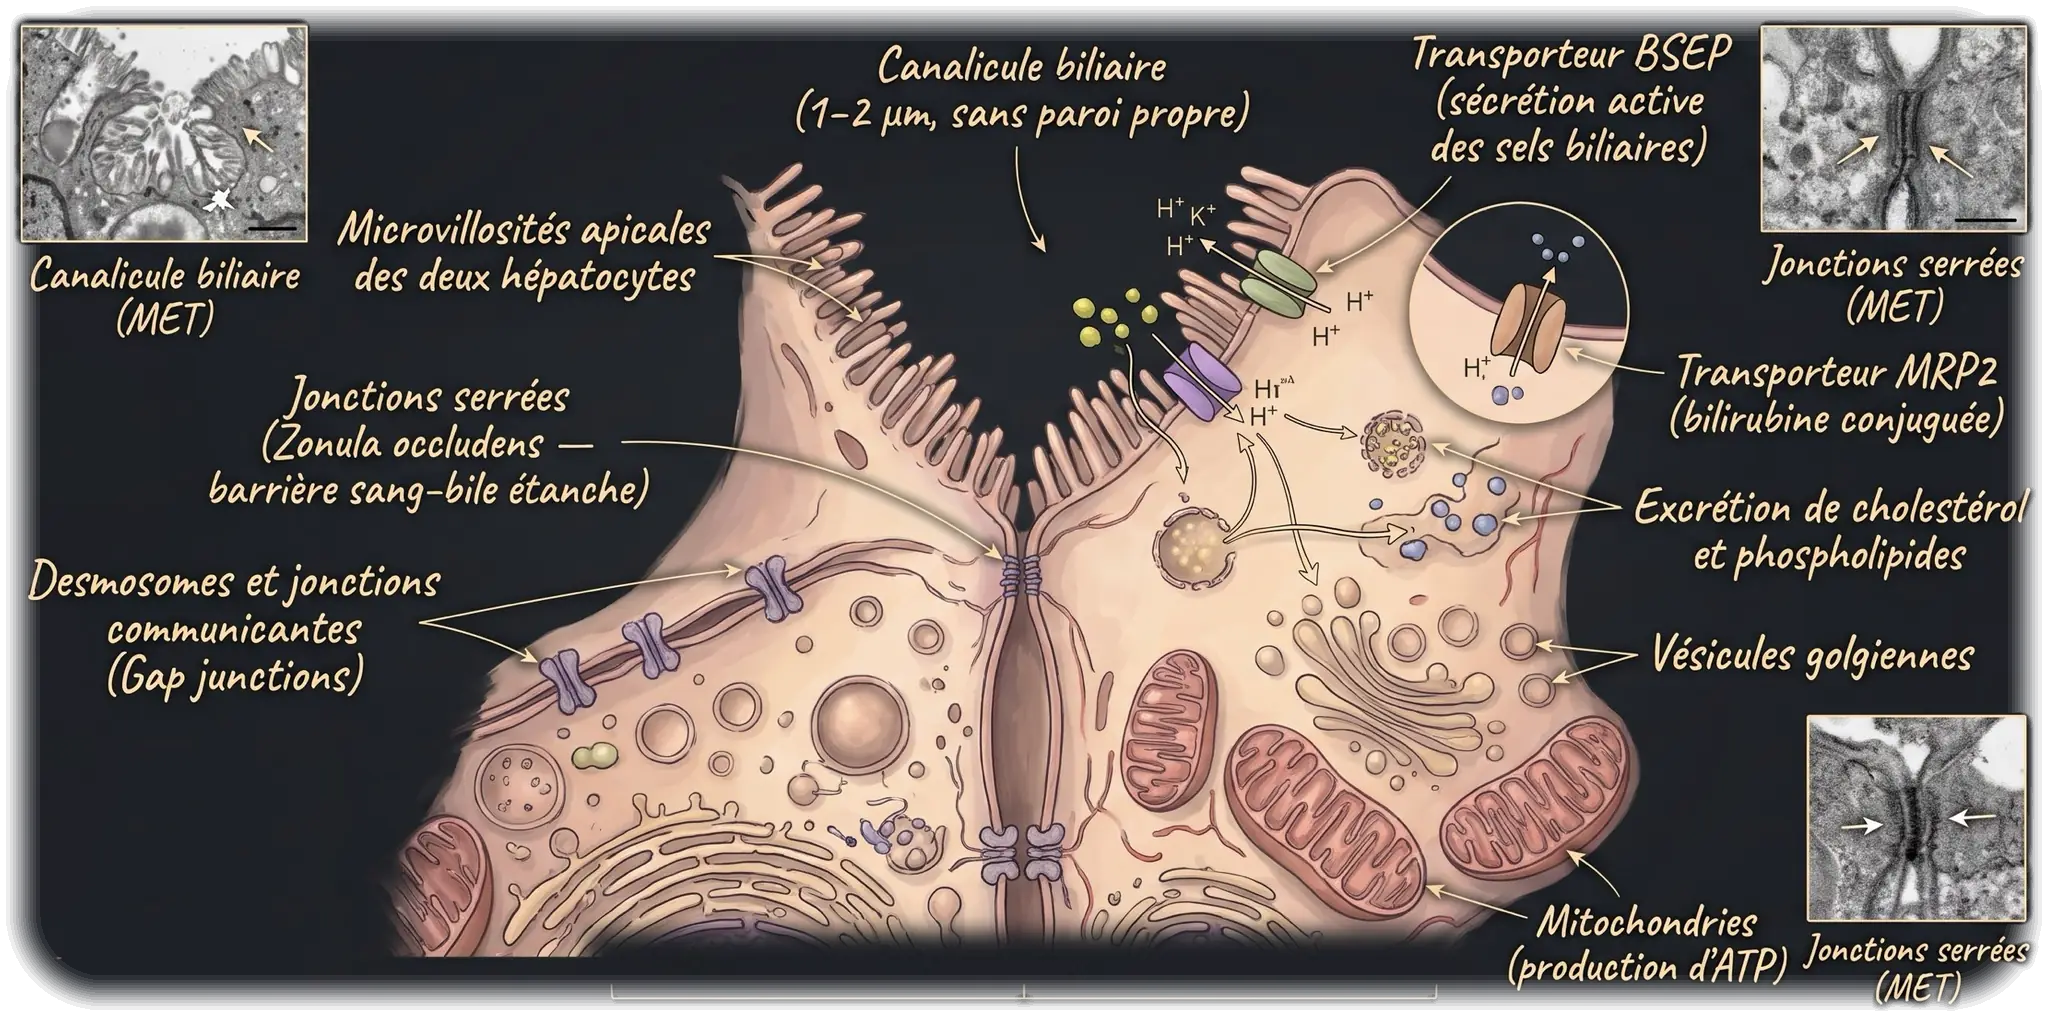 Canalicule biliaire
(MET)
Canalicule biliaire
(1–2 µm, sans paroi propre)
Transporteur BSEP
(sécrétion active
des sels biliaires)
Jonctions serrées
(MET)
Microvillosités apicales
des deux hépatocytes
H⁺ K⁺
H⁺
H⁺
H⁺
H⁺
H⁺
Transporteur MRP2
(bilirubine conjuguée)
Jonctions serrées
(Zonula occludens —
barrière sang-bile étanche)
Excrétion de cholestérol
et phospholipides
Desmosomes et jonctions
communicantes
(Gap junctions)
Vésicules golgiennes
Mitochondries
(production d'ATP)
Jonctions serrées
(MET)